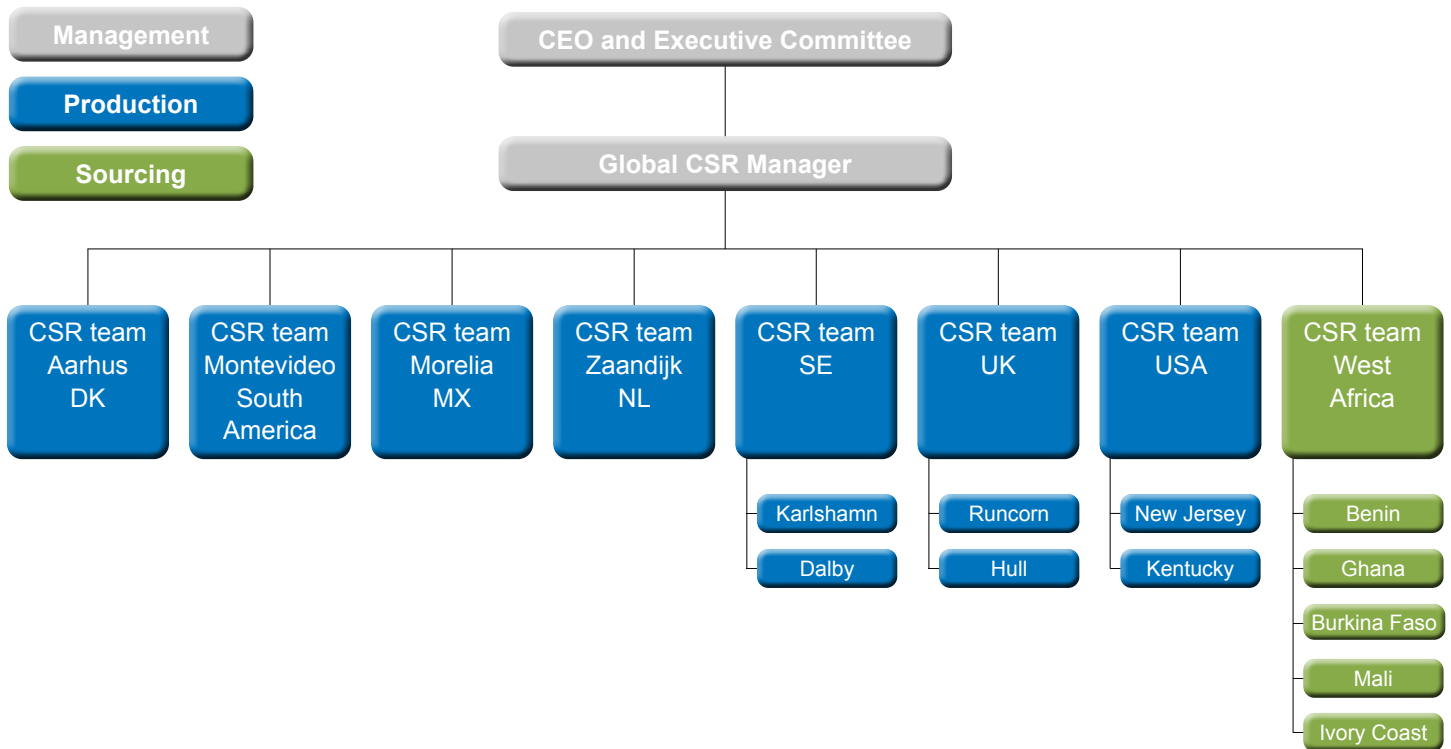 Management
Production
Sourcing
CEO and Executive Committee
Global CSR Manager
CSR team
Aarhus
DK
CSR team
Montevideo
South
America
CSR team
Morelia
MX
CSR team
Zaandijk
NL
CSR team
SE
CSR team
UK
CSR team
USA
CSR team
West
Africa
Karlshamn
Dalby
Runcorn
Hull
New Jersey
Kentucky
Benin
Ghana
Burkina Faso
Mali
Ivory Coast